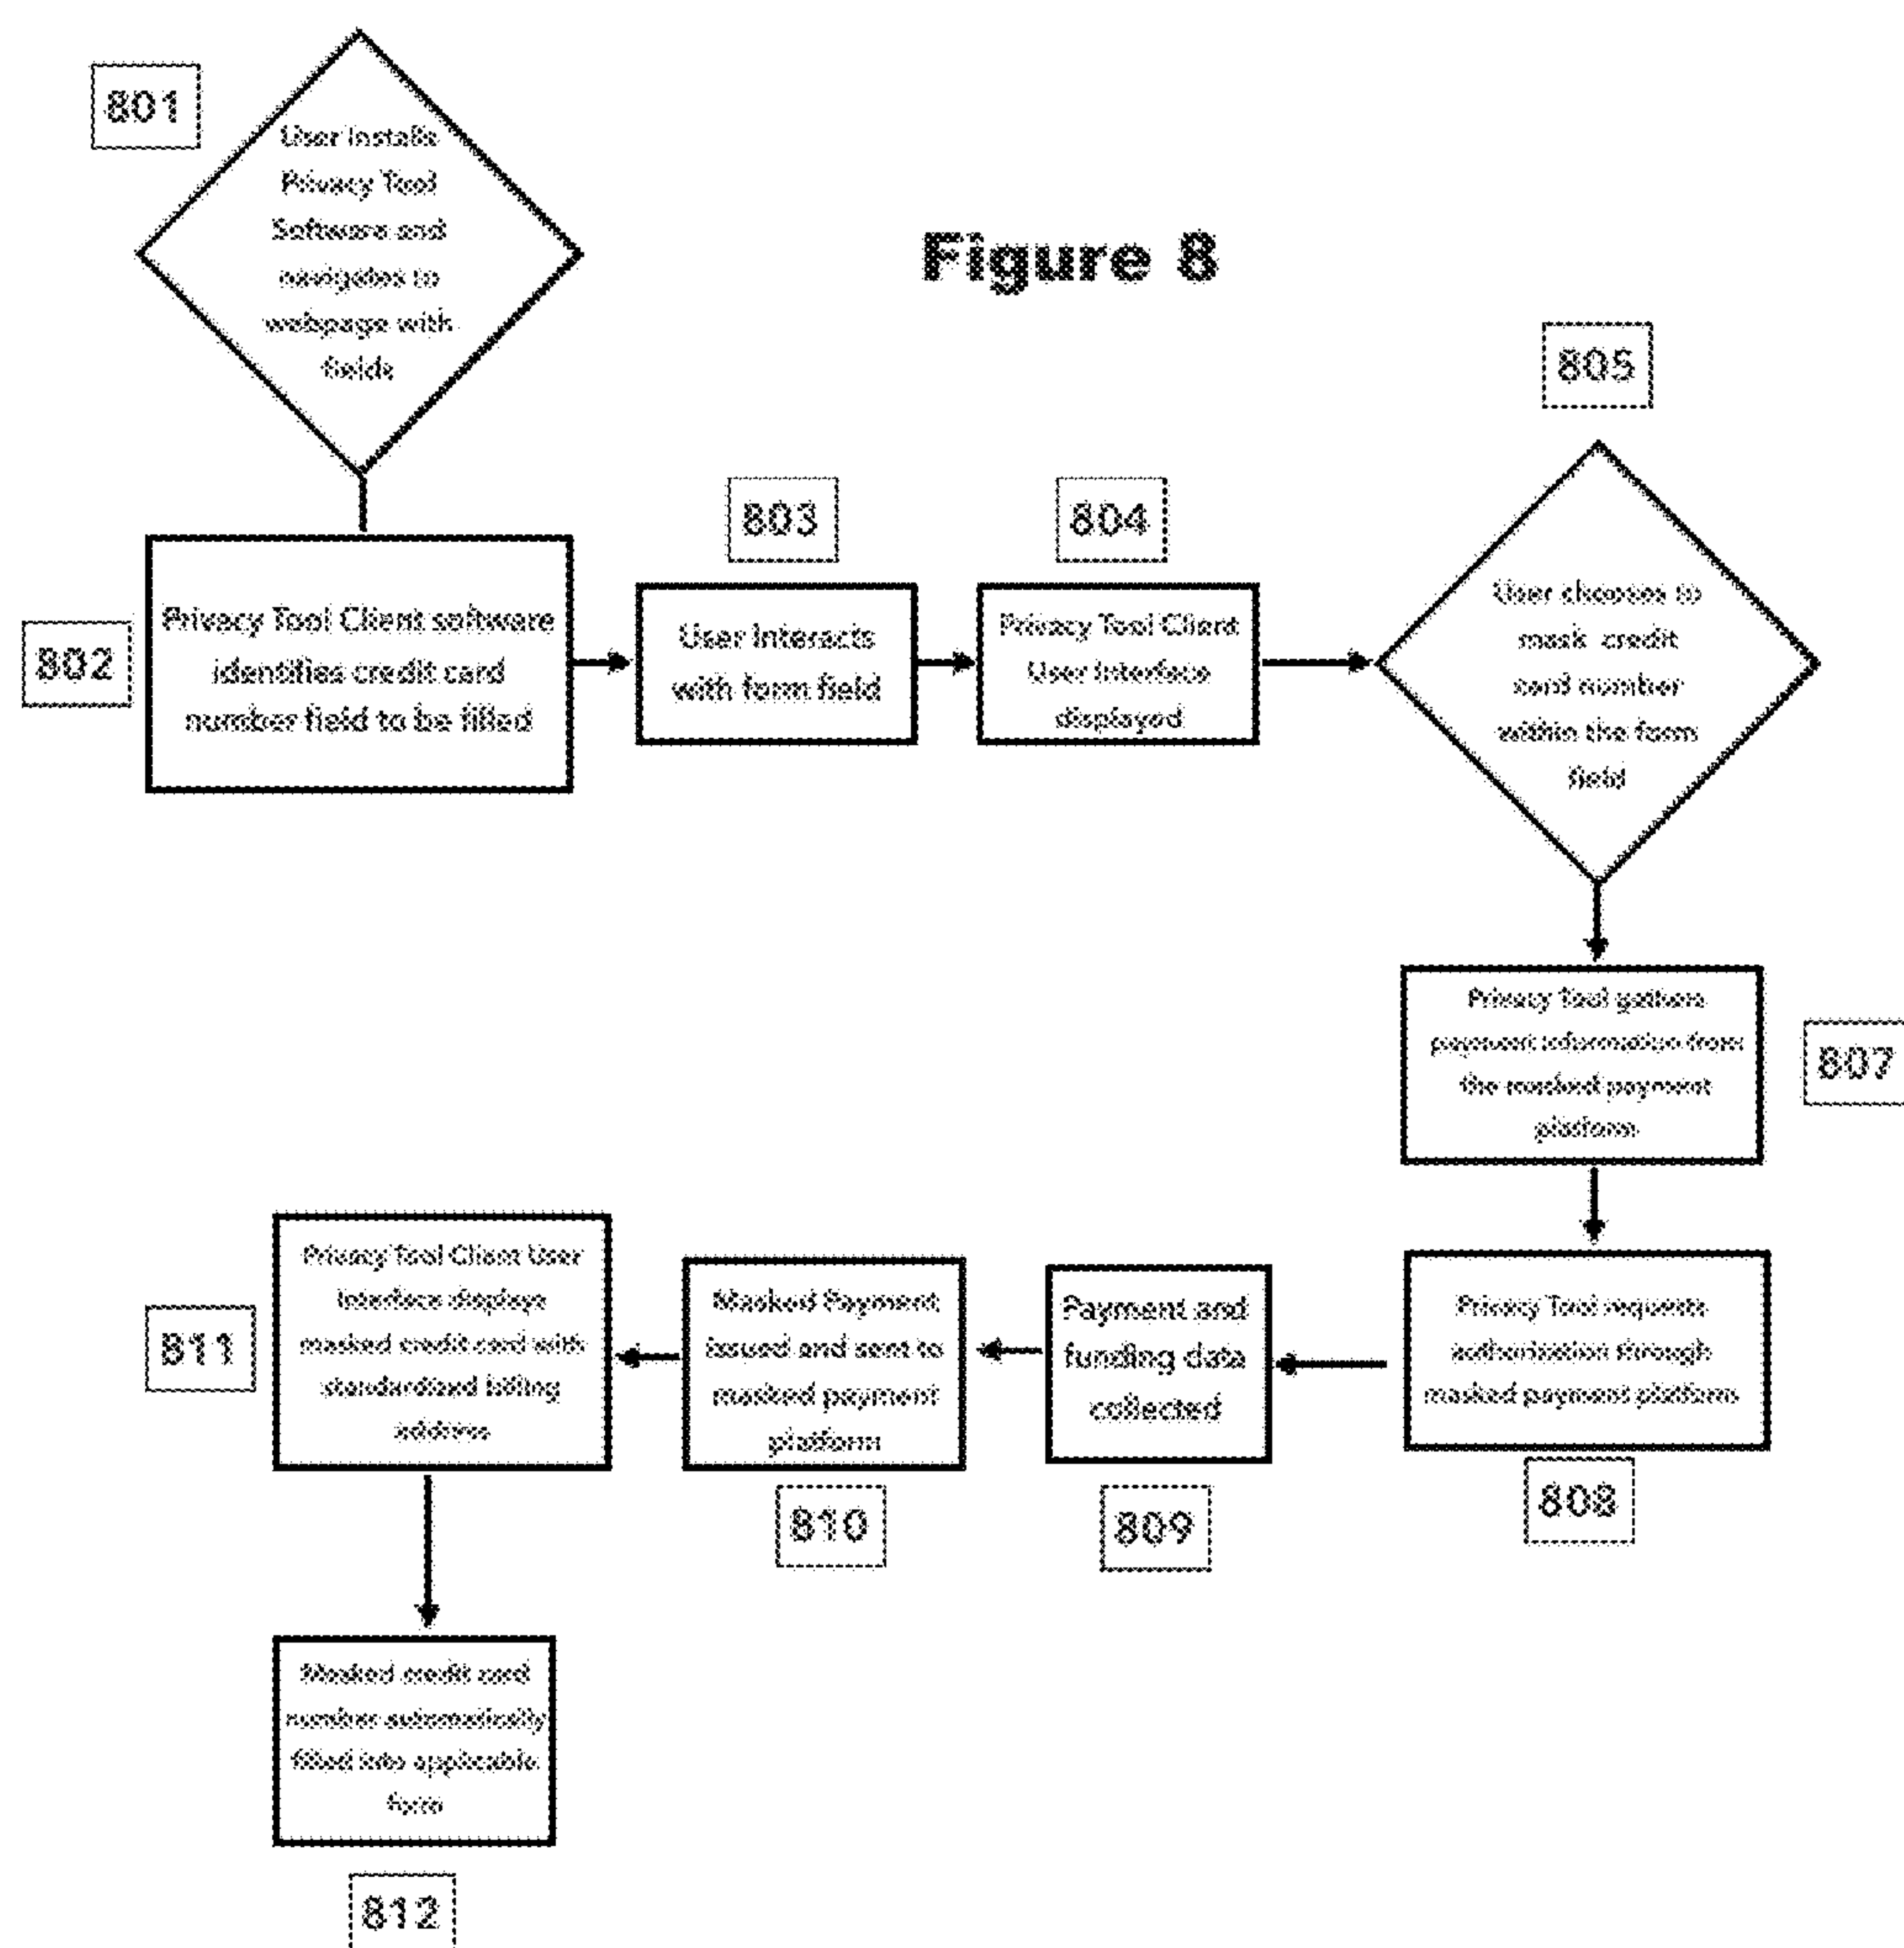 801
User installs
Privacy Tool
Software and
navigates to
webpage with
fields
Figure 8
802
Privacy Tool Client software
identifies credit card
number field to be filled
803
User Interacts
with form field
804
Privacy Tool Client
User Interface
displayed
805
User chooses to
mask credit
card number
within the form
field
807
Privacy Tool gathers
payment information from
the masked payment
platform
808
Privacy Tool requests
authorization through
masked payment platform
809
Payment and
funding data
collected
810
Masked Payment
issued and sent to
masked payment
platform
811
Privacy Tool Client User
Interface displays
masked credit card with
standardized billing
address
812
Masked credit card
number automatically
filled into applicable
form